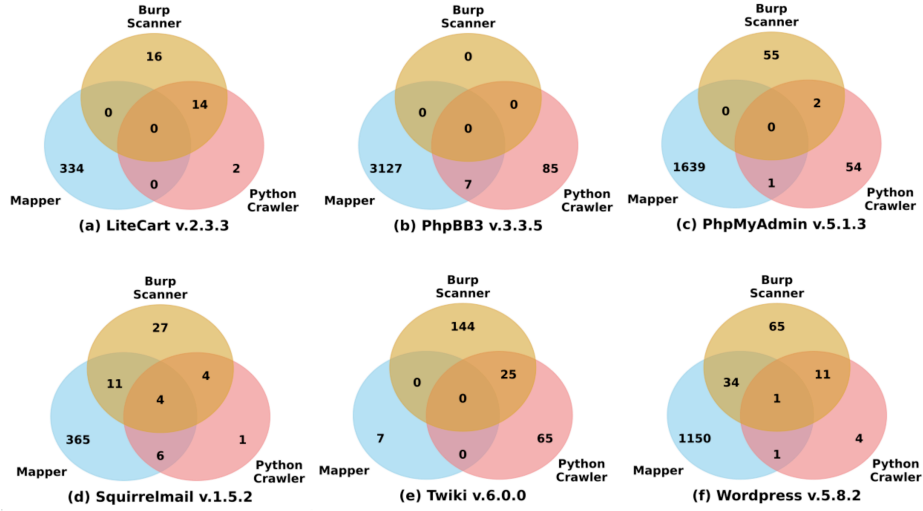 Burp
Scanner
16
0
14
0
334
2
0
Mapper
Python
Crawler
(a) LiteCart v.2.3.3
Burp
Scanner
0
0
0
0
3127
85
7
Mapper
Python
Crawler
(b) PhpBB3 v.3.3.5
Burp
Scanner
55
0
2
0
1639
54
1
Mapper
Python
Crawler
(c) PhpMyAdmin v.5.1.3
Burp
Scanner
27
11
4
4
365
1
6
Mapper
Python
Crawler
(d) Squirrelmail v.1.5.2
Burp
Scanner
144
0
25
0
7
65
0
Mapper
Python
Crawler
(e) Twiki v.6.0.0
Burp
Scanner
65
34
11
1
1150
4
1
Mapper
Python
Crawler
(f) Wordpress v.5.8.2